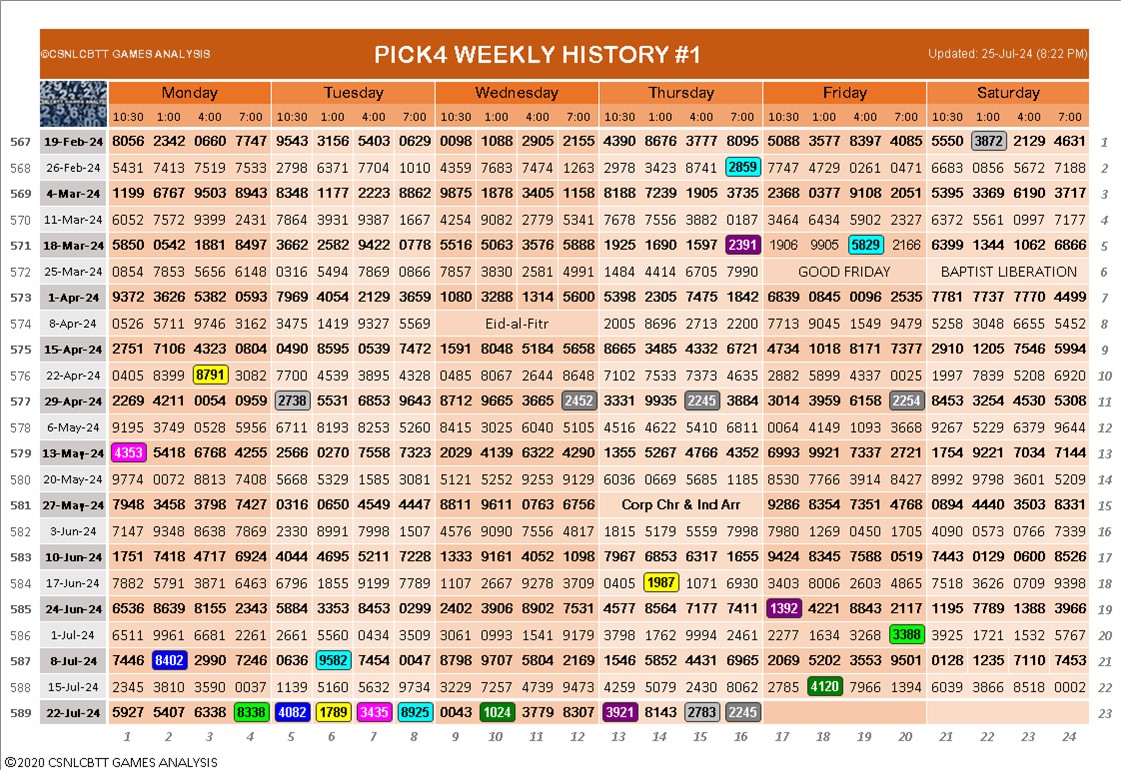 ©CSNLCBTT GAMES ANALYSIS PICK4 WEEKLY HISTORY #1 Updated: 25-Jul-24 (8:22 PM)
Monday Tuesday Wednesday Thursday Friday Saturday
10:30 1:00 4:00 7:00 10:30 1:00 4:00 7:00 10:30 1:00 4:00 7:00 10:30 1:00 4:00 7:00 10:30 1:00 4:00 7:00 10:30 1:00 4:00 7:00
567 19-Feb-24 8056 2342 0660 7747 9543 3156 5403 0629 0098 1088 2905 2155 4390 8676 3777 8095 5088 3577 8397 4085 5550 3872 2129 4631 1
568 26-Feb-24 5431 7413 7519 7533 2798 6371 7704 1010 4359 7683 7474 1263 2978 3423 8741 2859 7747 4729 0261 0471 6683 0856 5672 7188 2
569 4-Mar-24 1199 6767 9503 8943 8348 1177 2223 8862 9875 1878 3405 1158 8188 7239 1905 3735 2368 0377 9108 2051 5395 3369 6190 3717 3
570 11-Mar-24 6052 7572 9399 2431 7864 3931 9387 1667 4254 9082 2779 5341 7678 7556 3882 0187 3464 6434 5902 2327 6372 5561 0997 7177 4
571 18-Mar-24 5850 0542 1881 8497 3662 2582 9422 0778 5516 5063 3576 5888 1925 1690 1597 2391 1906 9905 5829 2166 6399 1344 1062 6866 5
572 25-Mar-24 0854 7853 5656 6148 0316 5494 7869 0866 7857 3830 2581 4991 1484 4414 6705 7990 GOOD FRIDAY BAPTIST LIBERATION 6
573 1-Apr-24 9372 3626 5382 0593 7969 4054 2129 3659 1080 3288 1314 5600 5398 2305 7475 1842 6839 0845 0096 2535 7781 7737 7770 4499 7
574 8-Apr-24 0526 5711 9746 3162 3475 1419 9327 5569 Eid-al-Fitr 2005 8696 2713 2200 7713 9045 1549 9479 5258 3048 6655 5452 8
575 15-Apr-24 2751 7106 4323 0804 0490 8595 0539 7472 1591 8048 5184 5658 8665 3485 4332 6721 4734 1018 8171 7377 2910 1205 7546 5994 9
576 22-Apr-24 0405 8399 8791 3082 7700 4539 3895 4328 0485 8067 2644 8648 7102 7533 7373 4635 2882 5899 4337 0025 1997 7839 5208 6920 10
577 29-Apr-24 2269 4211 0054 0959 2738 5531 6853 9643 8712 9665 3665 2452 3331 9935 2245 3884 3014 3959 6158 2254 8453 3254 4530 5308 11
578 6-May-24 9195 3749 0528 5956 6711 8193 8253 5260 8415 3025 6040 5105 4516 4622 5410 6811 0064 4149 1093 3668 9267 5229 6379 9644 12
579 13-May-24 4353 5418 6768 4255 2566 0270 7558 7323 2029 4139 6322 4290 1355 5267 4766 4352 6993 9921 7337 2721 1754 9221 7034 7144 13
580 20-May-24 9774 0072 8813 7408 5668 5329 1585 3081 5121 5252 9253 9129 6036 0669 5685 1185 8530 7766 3914 8427 8992 9798 3601 5209 14
581 27-May-24 7948 3458 3798 7427 0316 0650 4549 4447 8811 9611 0763 6756 Corp Chr & Ind Arr 9286 8354 7351 4768 0894 4440 3503 8331 15
582 3-Jun-24 7147 9348 8638 7869 2330 8991 7998 1507 4576 9090 7556 4817 1815 5179 5559 7998 7980 1269 0450 1705 4090 0573 0766 7339 16
583 10-Jun-24 1751 7418 4717 6924 4044 4695 5211 7228 1333 9161 4052 1098 7967 6853 6317 1655 9424 8345 7588 0519 7443 0129 0600 8526 17
584 17-Jun-24 7882 5791 3871 6463 6796 1855 9199 7789 1107 2667 9278 3709 0405 1987 1071 6930 3403 8006 2603 4865 7518 3626 0709 9398 18
585 24-Jun-24 6536 8639 8155 2343 5884 3353 8453 0299 2402 3906 8902 7531 4577 8564 7177 7411 1392 4221 8843 2117 1195 7789 1388 3966 19
586 1-Jul-24 6511 9961 6681 2261 2661 5560 0434 3509 3061 0993 1541 9179 3798 1762 9994 2461 2277 1634 3268 3388 3925 1721 1532 5767 20
587 8-Jul-24 7446 8402 2990 7246 0636 9582 7454 0047 8798 9707 5804 2169 1546 5852 4431 6965 2069 5202 3553 9501 0128 1235 7110 7453 21
588 15-Jul-24 2345 3810 3590 0037 1139 5160 5632 9734 3229 7257 4739 9473 4259 5079 2430 8062 2785 4120 7966 1394 6039 3866 8518 0002 22
589 22-Jul-24 5927 5407 6338 8338 4082 1789 3435 8925 0043 1024 3779 8307 3921 8143 2783 2245 23
1 2 3 4 5 6 7 8 9 10 11 12 13 14 15 16 17 18 19 20 21 22 23 24
©2020 CSNLCBTT GAMES ANALYSIS